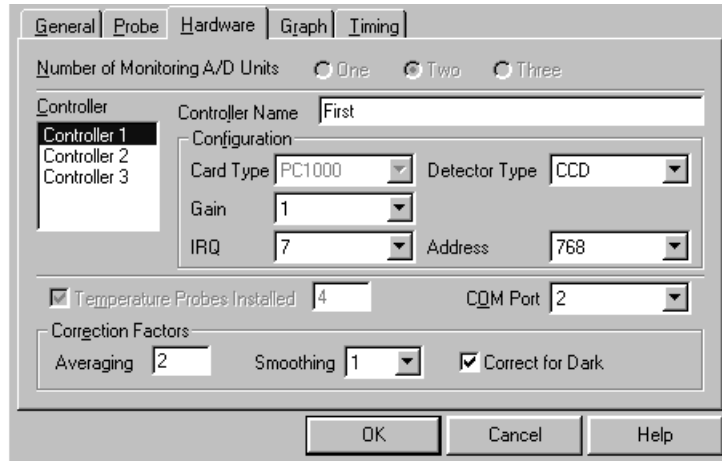 General Probe Hardware Graph Timing
Number of Monitoring A/D Units One Two Three
Controller
Controller 1
Controller 2
Controller 3
Controller Name First
Configuration
Card Type PC1000 Detector Type CCD
Gain 1
IRQ 7 Address 768
Temperature Probes Installed 4 COM Port 2
Correction Factors
Averaging 2 Smoothing 1 Correct for Dark
OK Cancel Help